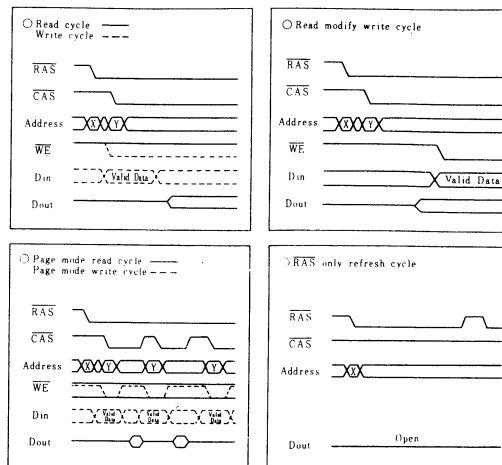 ○ Read cycle ——
Write cycle - - -
RAS
CAS
Address X Y
WE
Din Valid Data
Dout
○ Read modify write cycle
RAS
CAS
Address X Y
WE
Din Valid Data
Dout
○ Page mode read cycle ——
Page mode write cycle - - -
RAS
CAS
Address X Y Y Y
WE
Din Valid Data Valid Data Valid Data
Dout
○ RAS only refresh cycle
RAS
CAS
Address X
Dout Open